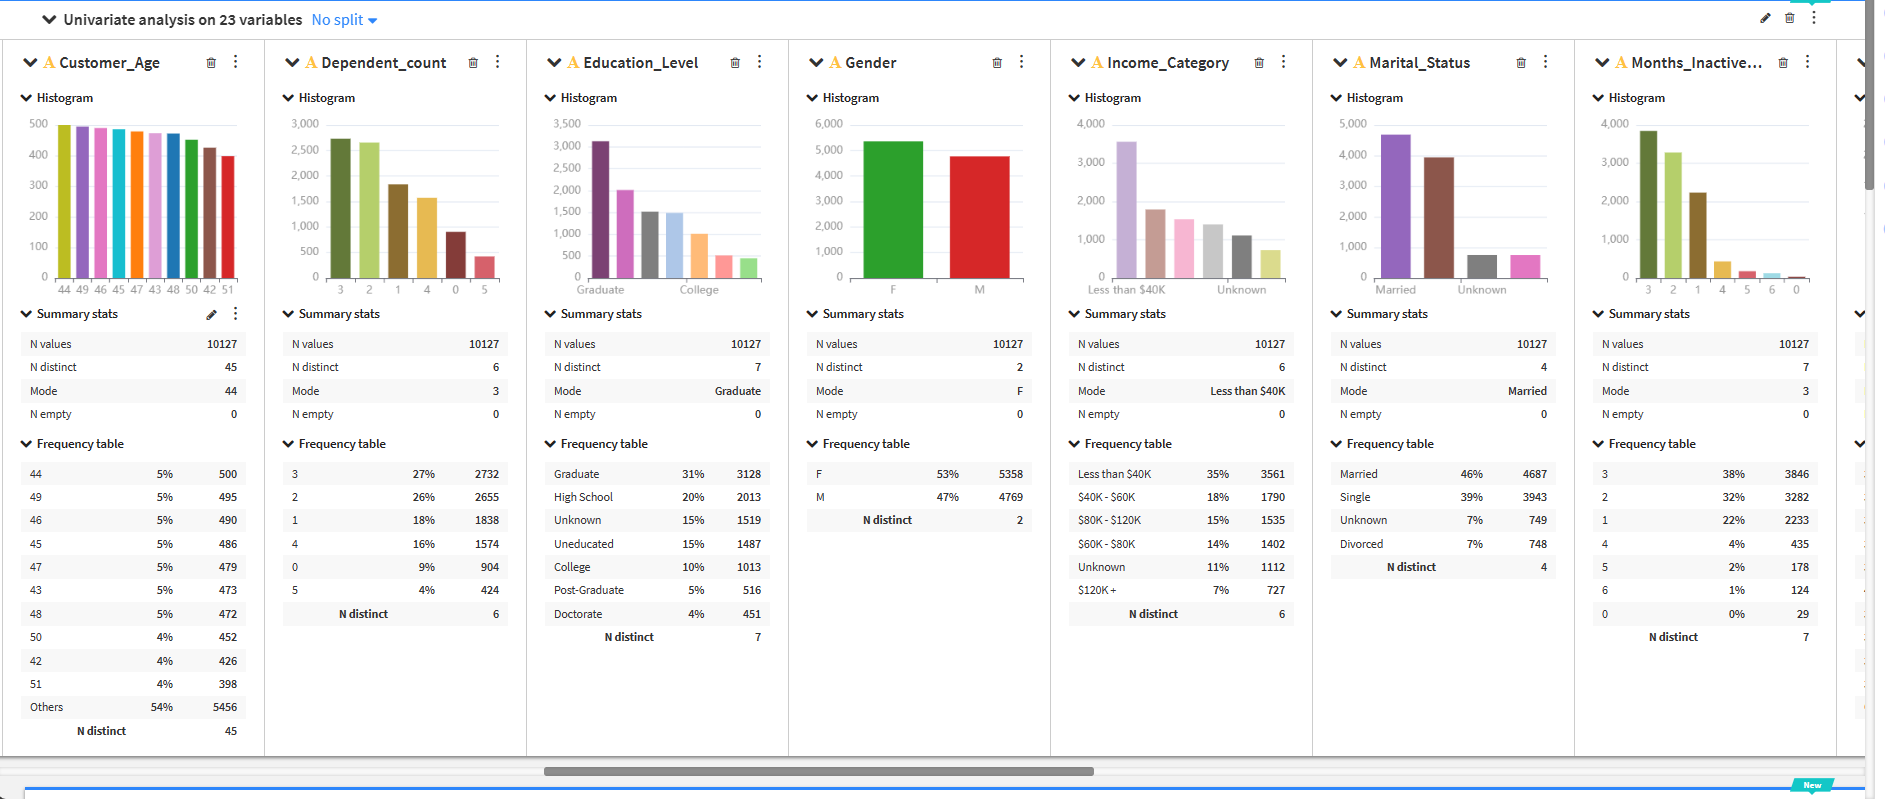 Univariate analysis on 23 variables No split
A Customer_Age
Histogram
500
400
300
200
100
0
44 49 46 45 47 43 48 50 42 51
Summary stats
N values 10127
N distinct 45
Mode 44
N empty 0
Frequency table
44 5% 500
49 5% 495
46 5% 490
45 5% 486
47 5% 479
43 5% 473
48 5% 472
50 4% 452
42 4% 426
51 4% 398
Others 54% 5456
N distinct 45
A Dependent_count
Histogram
3,000
2,500
2,000
1,500
1,000
500
0
3 2 1 4 0 5
Summary stats
N values 10127
N distinct 6
Mode 3
N empty 0
Frequency table
3 27% 2732
2 26% 2655
1 18% 1838
4 16% 1574
0 9% 904
5 4% 424
N distinct 6
A Education_Level
Histogram
3,500
3,000
2,500
2,000
1,500
1,000
500
0
Graduate College
Summary stats
N values 10127
N distinct 7
Mode Graduate
N empty 0
Frequency table
Graduate 31% 3128
High School 20% 2013
Unknown 15% 1519
Uneducated 15% 1487
College 10% 1013
Post-Graduate 5% 516
Doctorate 4% 451
N distinct 7
A Gender
Histogram
6,000
5,000
4,000
3,000
2,000
1,000
0
F M
Summary stats
N values 10127
N distinct 2
Mode F
N empty 0
Frequency table
F 53% 5358
M 47% 4769
N distinct 2
A Income_Category
Histogram
4,000
3,000
2,000
1,000
0
Less than $40K Unknown
Summary stats
N values 10127
N distinct 6
Mode Less than $40K
N empty 0
Frequency table
Less than $40K 35% 3561
$40K - $60K 18% 1790
$80K - $120K 15% 1535
$60K - $80K 14% 1402
Unknown 11% 1112
$120K + 7% 727
N distinct 6
A Marital_Status
Histogram
5,000
4,000
3,000
2,000
1,000
0
Married Unknown
Summary stats
N values 10127
N distinct 4
Mode Married
N empty 0
Frequency table
Married 46% 4687
Single 39% 3943
Unknown 7% 749
Divorced 7% 748
N distinct 4
A Months_Inactive...
Histogram
4,000
3,000
2,000
1,000
0
3 2 1 4 5 6 0
Summary stats
N values 10127
N distinct 7
Mode 3
N empty 0
Frequency table
3 38% 3846
2 32% 3282
1 22% 2233
4 4% 435
5 2% 178
6 1% 124
0 0% 29
N distinct 7
New